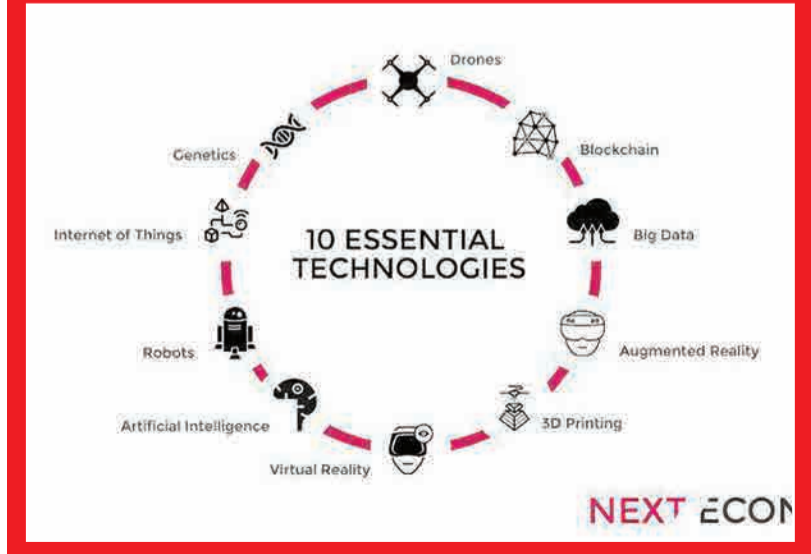 Drones
Blockchain
Big Data
Augmented Reality
3D Printing
Virtual Reality
Artificial Intelligence
Robots
Internet of Things
Genetics
10 ESSENTIAL
TECHNOLOGIES
NEXT ECON